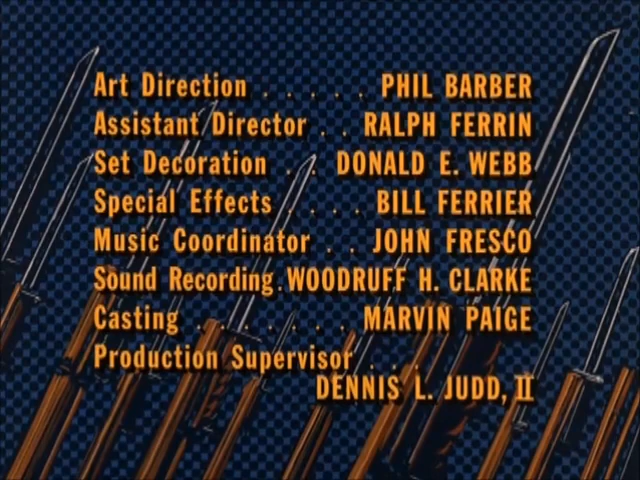 Art Direction . . . . . PHIL BARBER
Assistant Director . . RALPH FERRIN
Set Decoration . . DONALD E. WEBB
Special Effects . . . . BILL FERRIER
Music Coordinator . . JOHN FRESCO
Sound Recording . WOODRUFF H. CLARKE
Casting . . . . . . . MARVIN PAIGE
Production Supervisor . . .
DENNIS L. JUDD, II